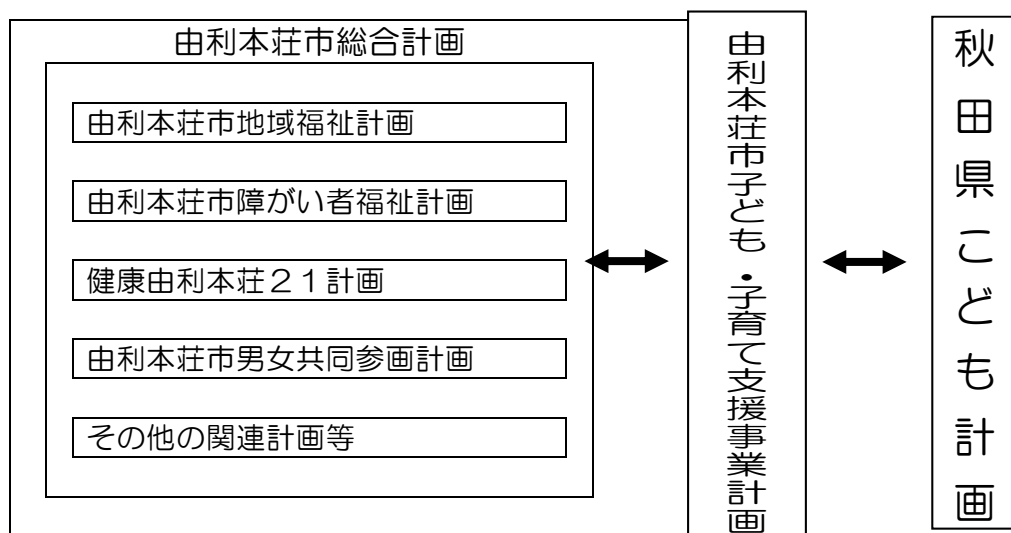 由利本荘市総合計画
由利本荘市地域福祉計画
由利本荘市障がい者福祉計画
健康由利本荘２１計画
由利本荘市男女共同参画計画
その他の関連計画等
由利本荘市子ども・子育て支援事業計画
秋田県こども計画